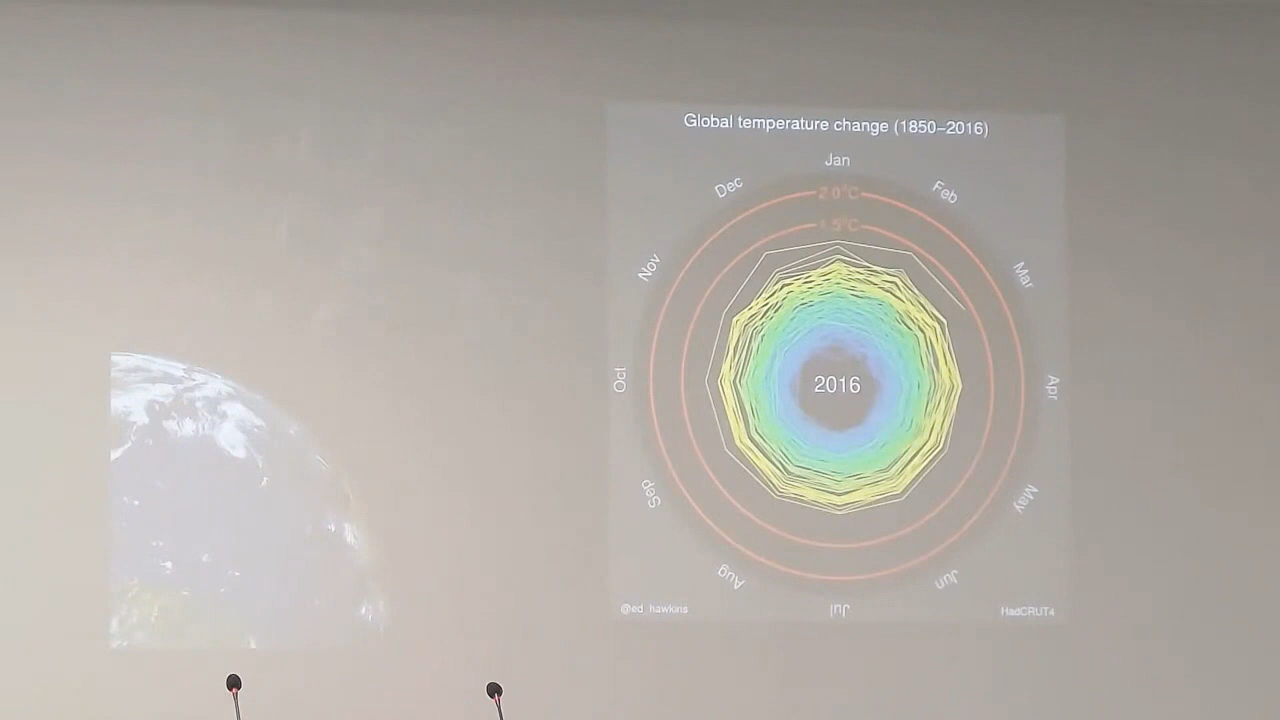 Global temperature change (1850–2016)
Jan
Feb
Mar
Apr
May
Jun
Jul
Aug
Sep
Oct
Nov
Dec
2.0°C
1.5°C
2016
@ed_hawkins
HadCRUT4